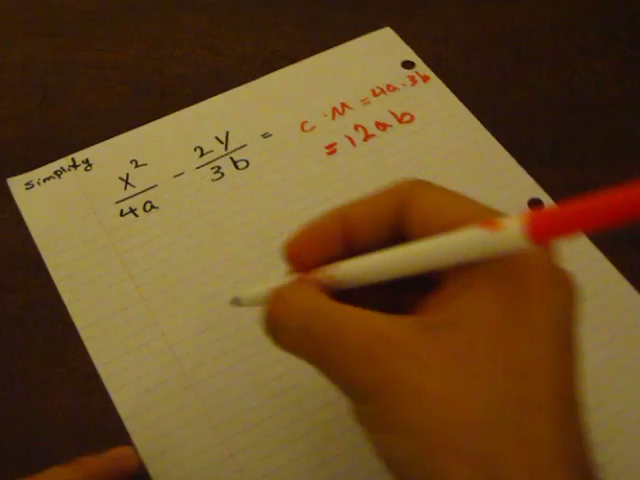 simplify
x²/4a - 2y/3b =
C.M = 4a.3b
= 12ab